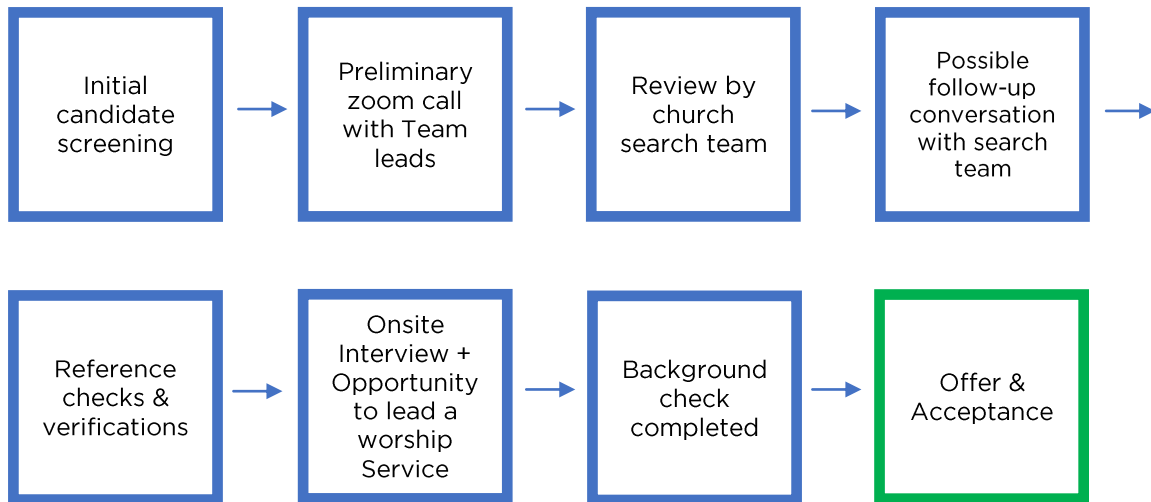 Initial
candidate
screening
Preliminary
zoom call
with Team
leads
Review by
church
search team
Possible
follow-up
conversation
with search
team
Reference
checks &
verifications
Onsite
Interview +
Opportunity
to lead a
worship
Service
Background
check
completed
Offer &
Acceptance